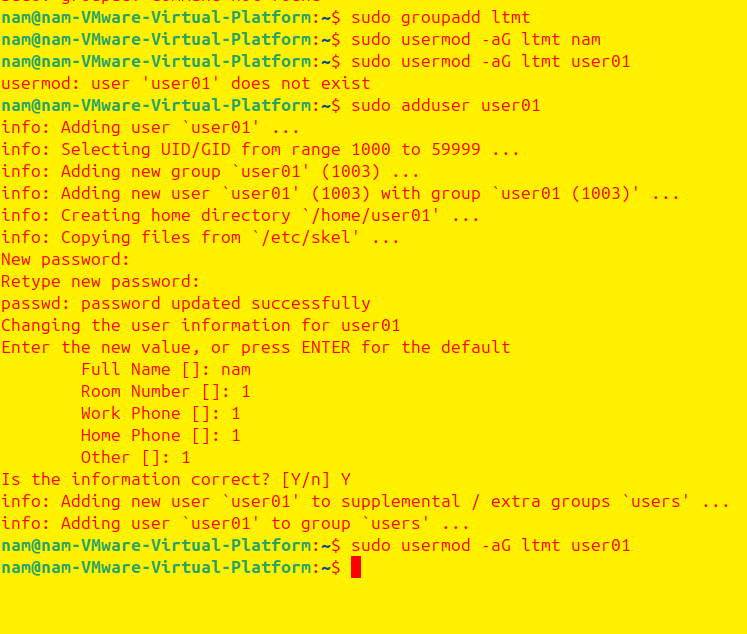 nam@nam-VMware-Virtual-Platform:~$ sudo groupadd ltmt
nam@nam-VMware-Virtual-Platform:~$ sudo usermod -aG ltmt nam
nam@nam-VMware-Virtual-Platform:~$ sudo usermod -aG ltmt user01
usermod: user 'user01' does not exist
nam@nam-VMware-Virtual-Platform:~$ sudo adduser user01
info: Adding user `user01' ...
info: Selecting UID/GID from range 1000 to 59999 ...
info: Adding new group `user01' (1003) ...
info: Adding new user `user01' (1003) with group `user01 (1003)' ...
info: Creating home directory `/home/user01' ...
info: Copying files from `/etc/skel' ...
New password:
Retype new password:
passwd: password updated successfully
Changing the user information for user01
Enter the new value, or press ENTER for the default
        Full Name []: nam
        Room Number []: 1
        Work Phone []: 1
        Home Phone []: 1
        Other []: 1
Is the information correct? [Y/n] Y
info: Adding new user `user01' to supplemental / extra groups `users' ...
info: Adding user `user01' to group `users' ...
nam@nam-VMware-Virtual-Platform:~$ sudo usermod -aG ltmt user01
nam@nam-VMware-Virtual-Platform:~$